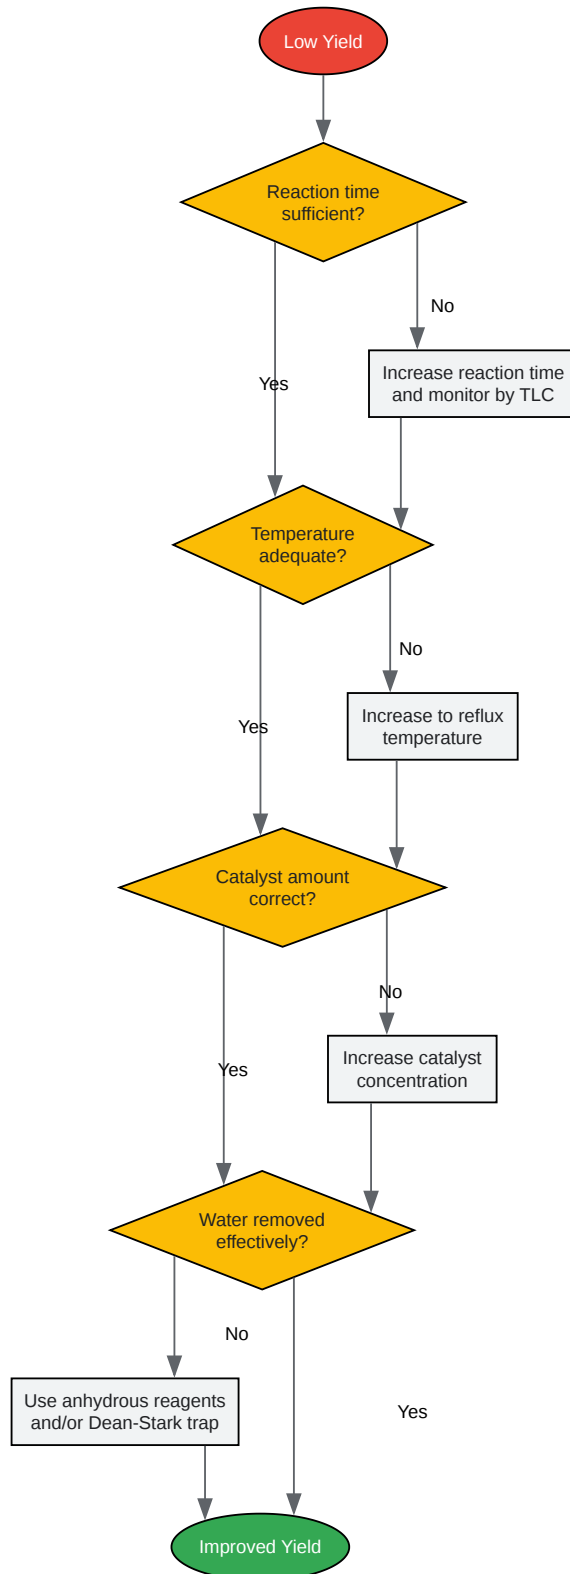 Low Yield
Reaction time
sufficient?
No
Yes
Increase reaction time
and monitor by TLC
Temperature
adequate?
No
Yes
Increase to reflux
temperature
Catalyst amount
correct?
No
Yes
Increase catalyst
concentration
Water removed
effectively?
No
Yes
Use anhydrous reagents
and/or Dean-Stark trap
Improved Yield